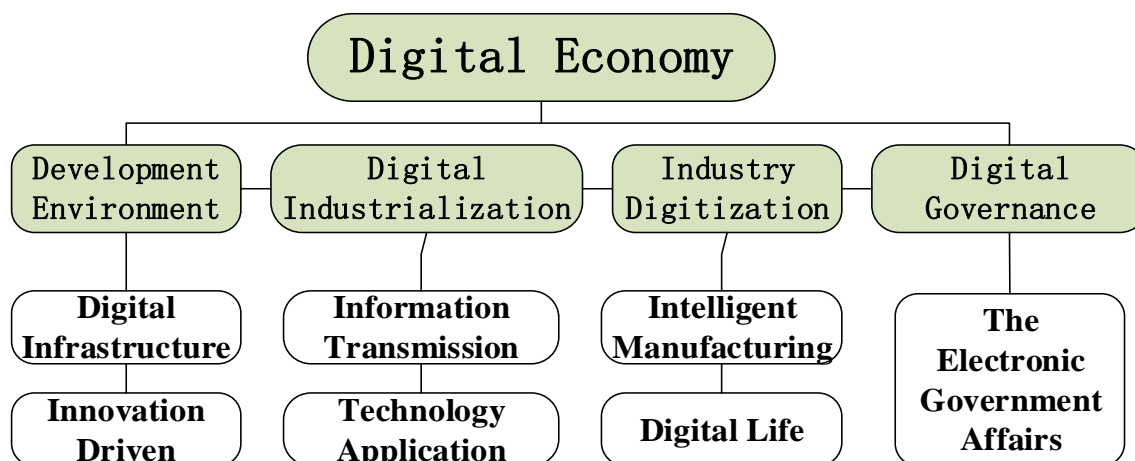 Digital Economy
Development
Environment
Digital
Industrialization
Industry
Digitization
Digital
Governance
Digital
Infrastructure
Information
Transmission
Intelligent
Manufacturing
The
Electronic
Government
Affairs
Innovation
Driven
Technology
Application
Digital Life